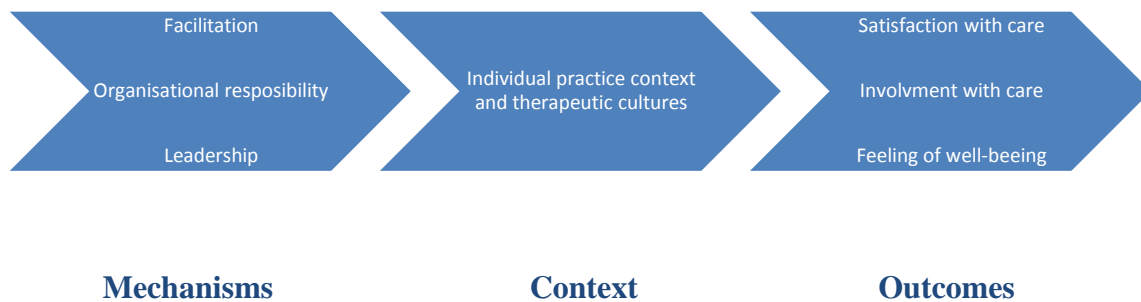 Facilitation
Organisational resposibility
Leadership
Individual practice context
and therapeutic cultures
Satisfaction with care
Involvment with care
Feeling of well-beeing
Mechanisms
Context
Outcomes